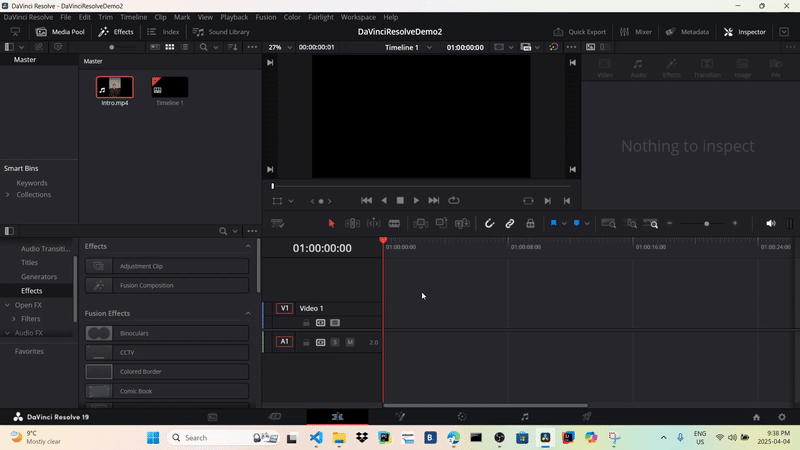 DaVinci Resolve - DaVinciResolveDemo2
DaVinci Resolve File Edit Trim Timeline Clip Mark View Playback Fusion Color Fairlight Workspace Help
Media Pool Effects Index Sound Library DaVinciResolveDemo2 Quick Export Mixer Metadata Inspector
27% 00:00:00:01 Timeline 1 01:00:00:00
Master
Master
Intro.mp4
Timeline 1
Video Audio Effects Transition Image File
Nothing to inspect
Smart Bins
Keywords
Collections
Audio Transiti...
Titles
Generators
Effects
Open FX
Filters
Audio FX
Favorites
Effects
Adjustment Clip
Fusion Composition
Fusion Effects
Binoculars
CCTV
Colored Border
Comic Book
01:00:00:00
01:00:00:00 01:00:08:00 01:00:16:00 01:00:24:00
V1 Video 1
A1 S M 2.0
DaVinci Resolve 19
9°C
Mostly clear
Search
ENG
US
9:38 PM
2025-04-04